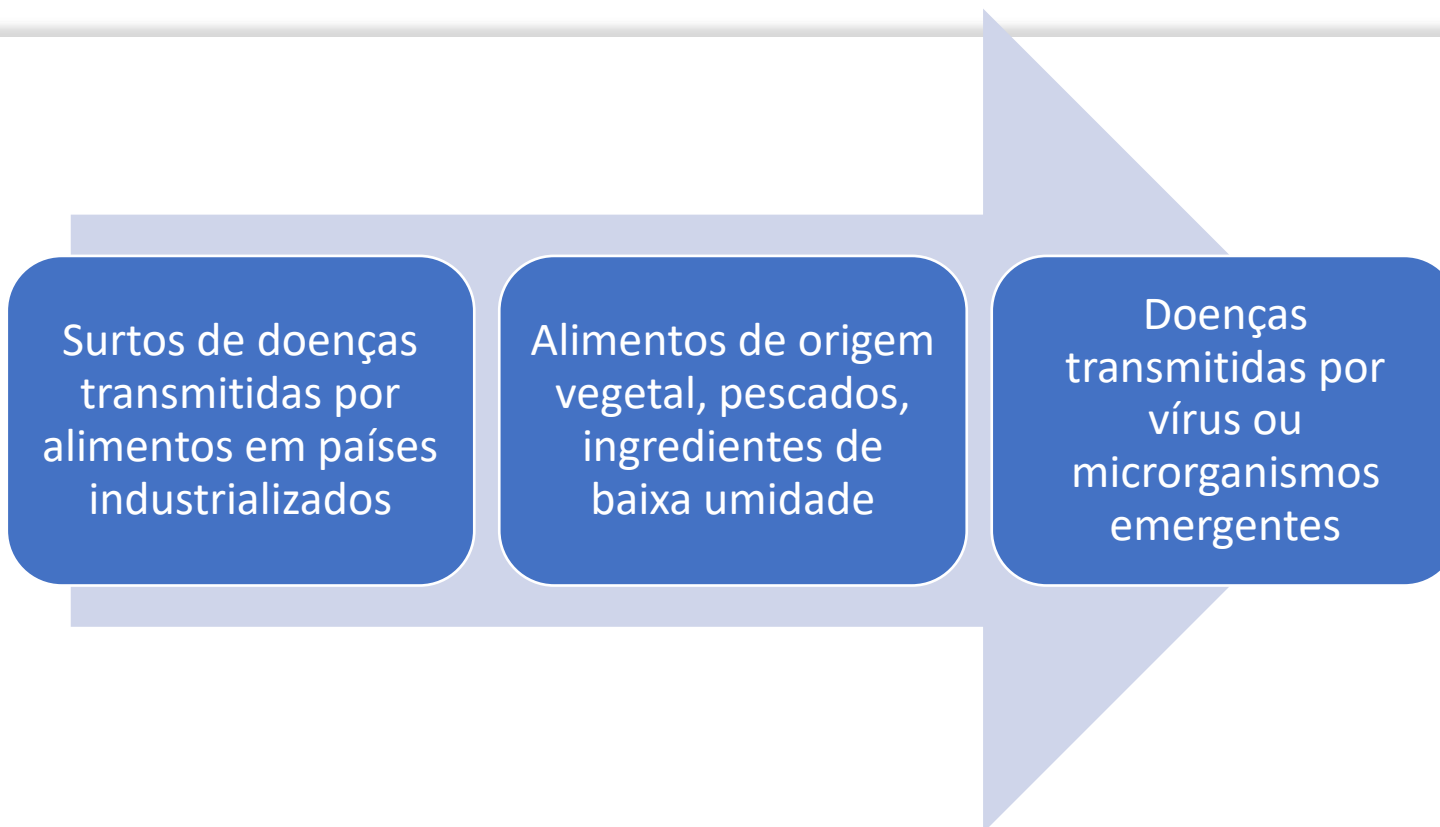 Surtos de doenças
transmitidas por
alimentos em países
industrializados
Alimentos de origem
vegetal, pescados,
ingredientes de
baixa umidade
Doenças
transmitidas por
vírus ou
microrganismos
emergentes